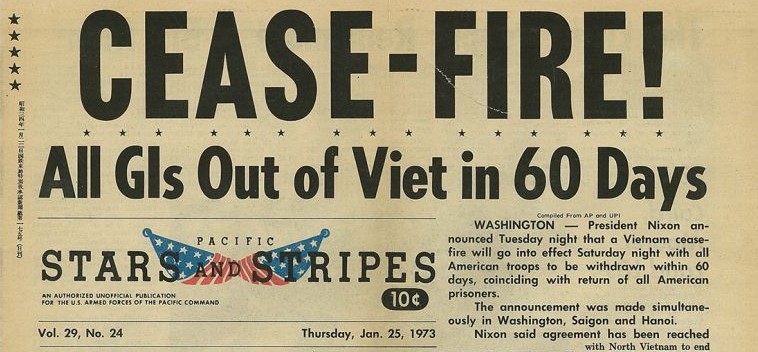 CEASE-FIRE!
All GIs Out of Viet in 60 Days
PACIFIC
STARS AND STRIPES
AN AUTHORIZED UNOFFICIAL PUBLICATION
FOR THE U.S. ARMED FORCES OF THE PACIFIC COMMAND
10¢
Vol. 29, No. 24
Thursday, Jan. 25, 1973
Compiled From AP and UPI
WASHINGTON — President Nixon an-
nounced Tuesday night that a Vietnam cease-
fire will go into effect Saturday night with all
American troops to be withdrawn within 60
days, coinciding with return of all American
prisoners.
The announcement was made simultane-
ously in Washington, Saigon and Hanoi.
Nixon said agreement has been reached
with North Vietnam to end